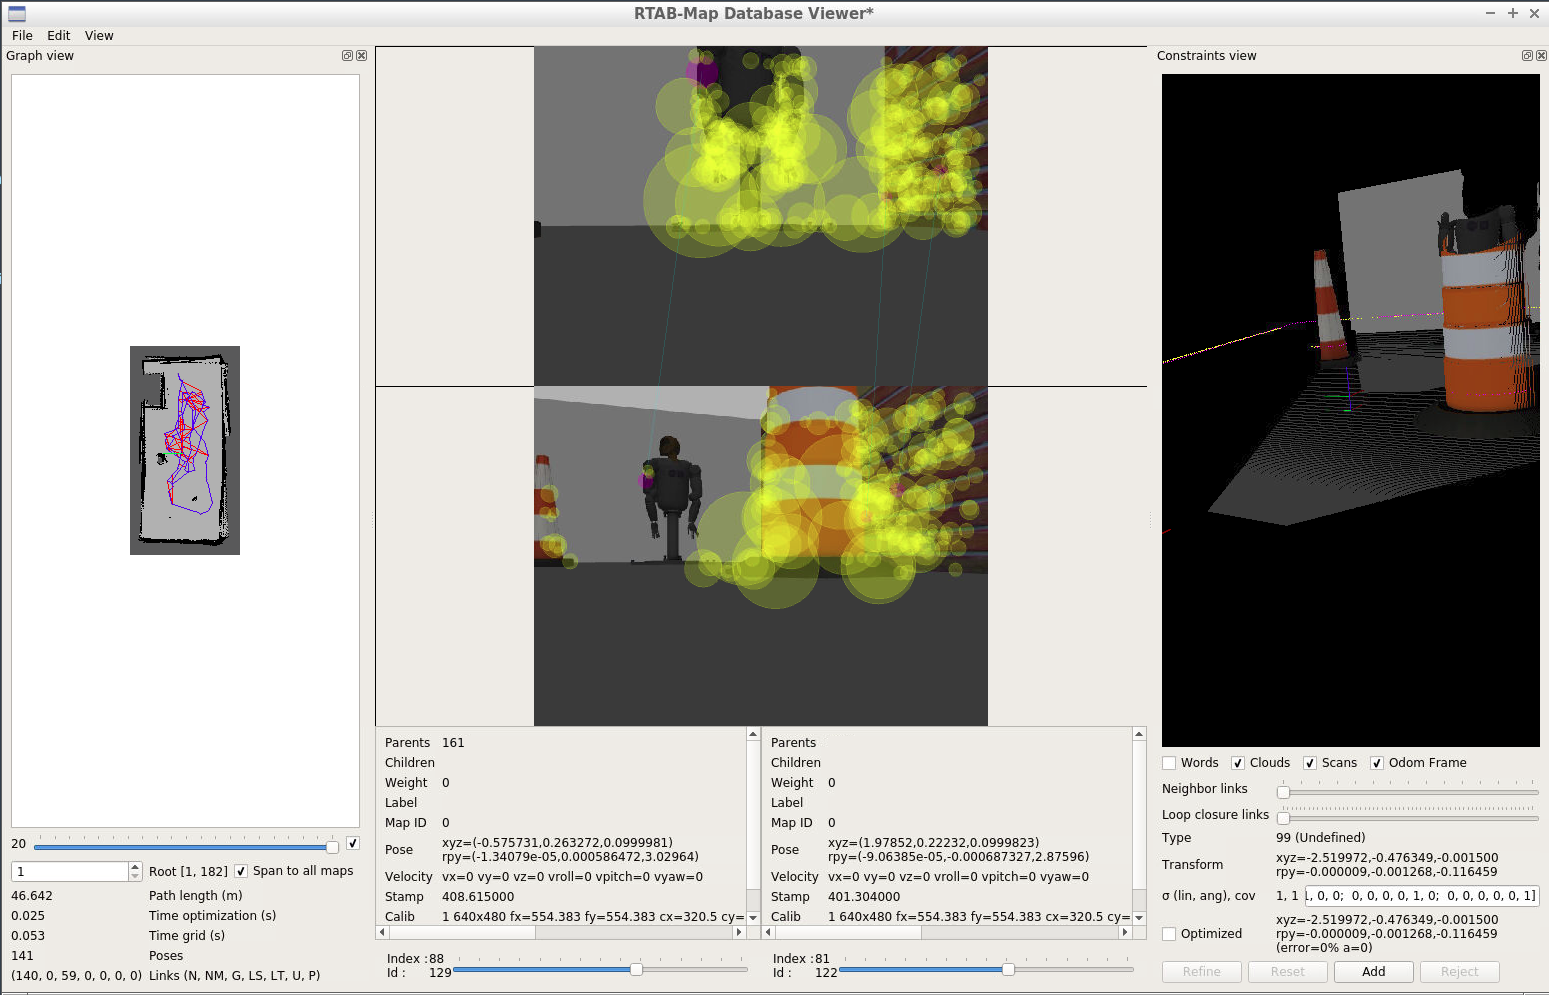 RTAB-Map Database Viewer*
File Edit View
Graph view
Constraints view
20
1 Root [1, 182] Span to all maps
46.642 Path length (m)
0.025 Time optimization (s)
0.053 Time grid (s)
141 Poses
(140, 0, 59, 0, 0, 0, 0) Links (N, NM, G, LS, LT, U, P)
Parents 161
Children
Weight 0
Label
Map ID 0
Pose xyz=(-0.575731,0.263272,0.0999981)
rpy=(-1.34079e-05,0.000586472,3.02964)
Velocity vx=0 vy=0 vz=0 vroll=0 vpitch=0 vyaw=0
Stamp 408.615000
Calib 1 640x480 fx=554.383 fy=554.383 cx=320.5 cy=
Index :88
Id : 129
Parents
Children
Weight 0
Label
Map ID 0
Pose xyz=(1.97852,0.22232,0.0999823)
rpy=(-9.06385e-05,-0.000687327,2.87596)
Velocity vx=0 vy=0 vz=0 vroll=0 vpitch=0 vyaw=0
Stamp 401.304000
Calib 1 640x480 fx=554.383 fy=554.383 cx=320.5 cy=
Index :81
Id : 122
Words Clouds Scans Odom Frame
Neighbor links
Loop closure links
Type 99 (Undefined)
Transform xyz=-2.519972,-0.476349,-0.001500
rpy=-0.000009,-0.001268,-0.116459
σ (lin, ang), cov 1, 1 1, 0, 0; 0, 0, 0, 0, 1, 0; 0, 0, 0, 0, 0, 1]
Optimized xyz=-2.519972,-0.476349,-0.001500
rpy=-0.000009,-0.001268,-0.116459
(error=0% a=0)
Refine Reset Add Reject